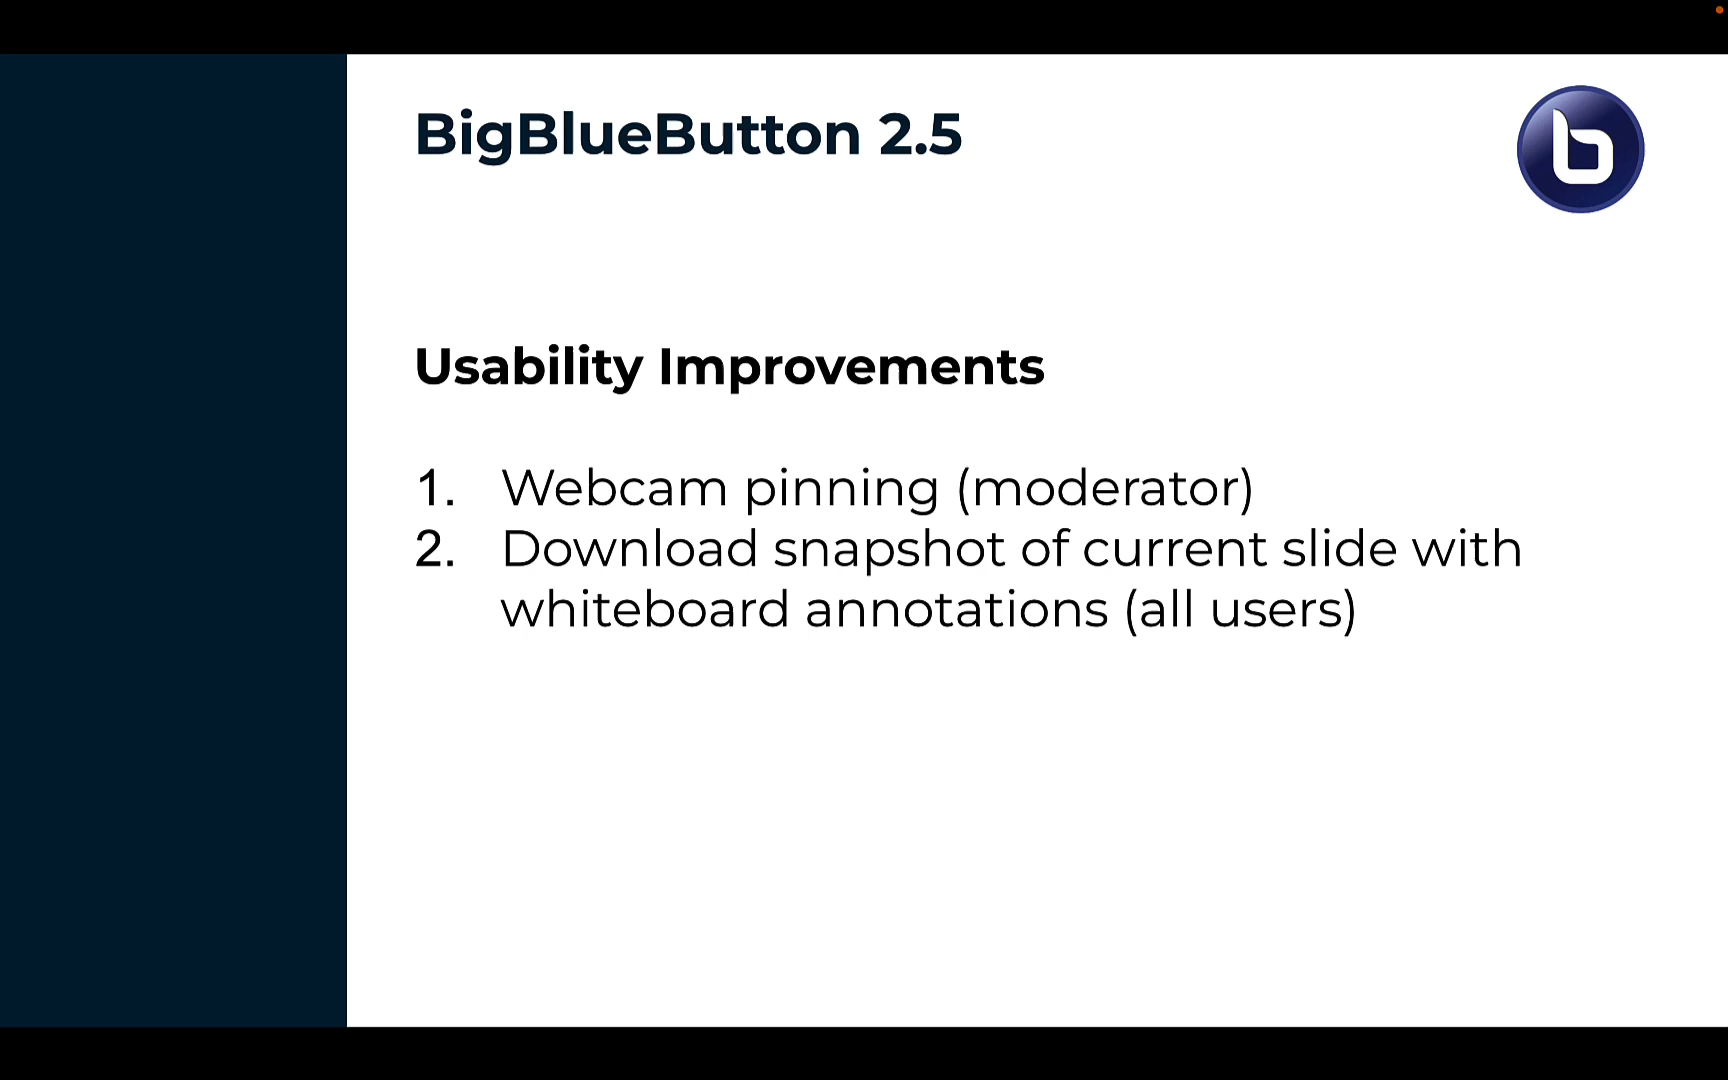 BigBlueButton 2.5
Usability Improvements
1. Webcam pinning (moderator)
2. Download snapshot of current slide with
whiteboard annotations (all users)